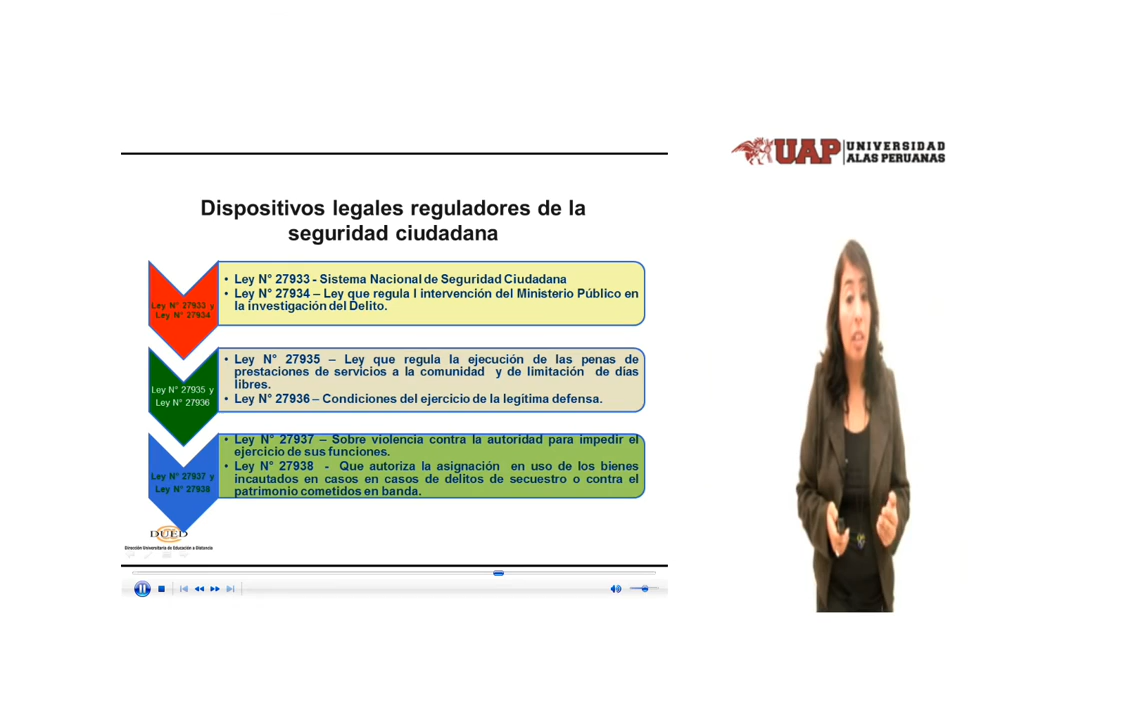 UAP UNIVERSIDAD
ALAS PERUANAS
Dispositivos legales reguladores de la
seguridad ciudadana
Ley N° 27933 y
Ley N° 27934
• Ley N° 27933 - Sistema Nacional de Seguridad Ciudadana
• Ley N° 27934 – Ley que regula l intervención del Ministerio Público en
la investigación del Delito.
Ley N° 27935 y
Ley N° 27936
• Ley N° 27935 – Ley que regula la ejecución de las penas de
prestaciones de servicios a la comunidad y de limitación de días
libres.
• Ley N° 27936 – Condiciones del ejercicio de la legítima defensa.
Ley N° 27937 y
Ley N° 27938
• Ley N° 27937 – Sobre violencia contra la autoridad para impedir el
ejercicio de sus funciones.
• Ley N° 27938 - Que autoriza la asignación en uso de los bienes
incautados en casos en casos de delitos de secuestro o contra el
patrimonio cometidos en banda.
DUED
Dirección Universitaria de Educación a Distancia